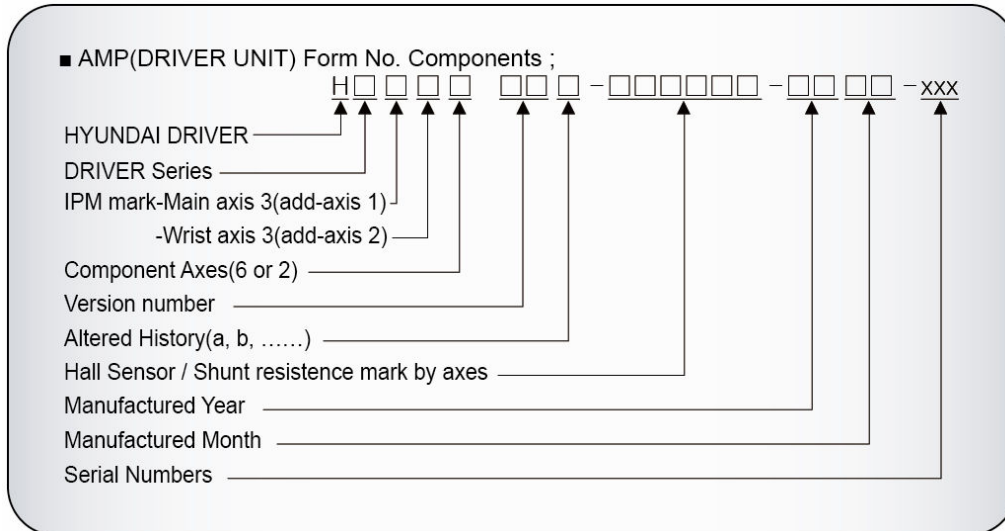 ■ AMP(DRIVER UNIT) Form No. Components ;
H□□□□ □□□-□□□□□□-□□□□-xxx
HYUNDAI DRIVER
DRIVER Series
IPM mark-Main axis 3(add-axis 1)
-Wrist axis 3(add-axis 2)
Component Axes(6 or 2)
Version number
Altered History(a, b, ......)
Hall Sensor / Shunt resistence mark by axes
Manufactured Year
Manufactured Month
Serial Numbers